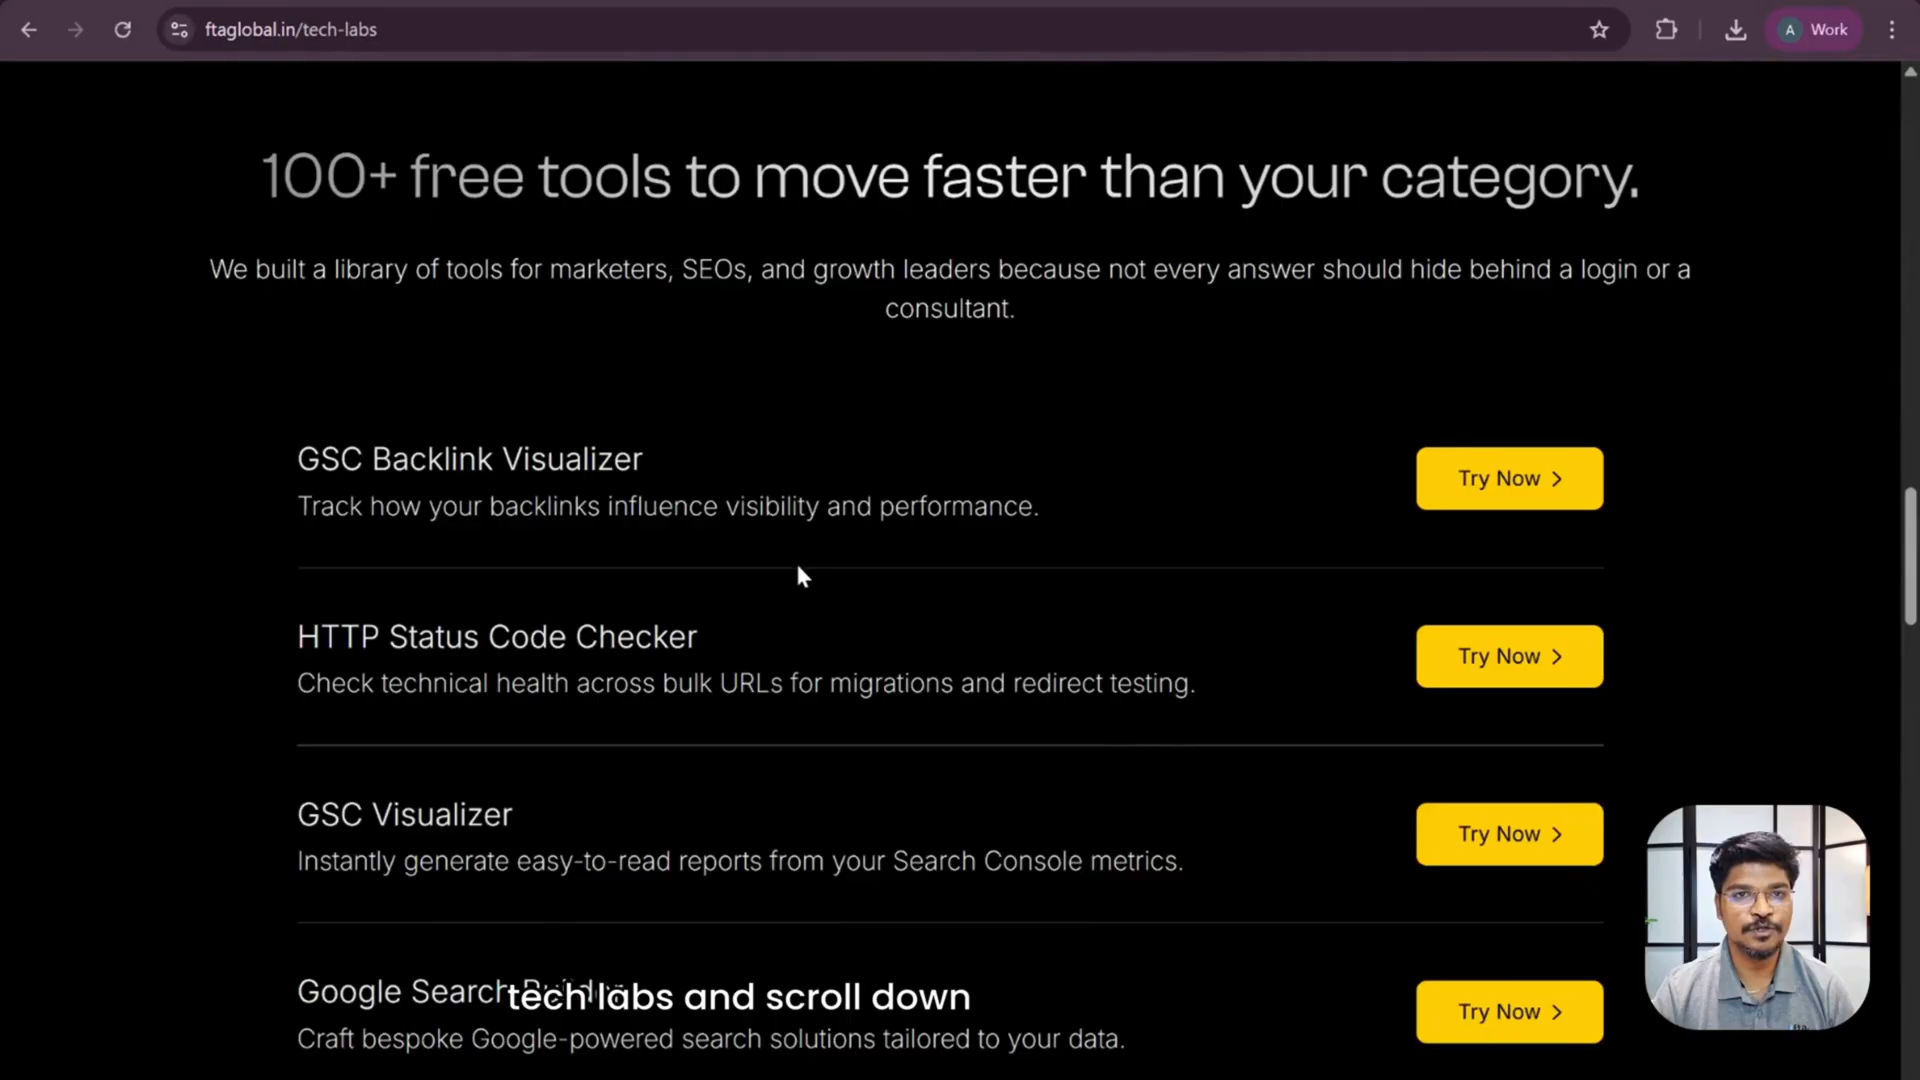 ftaglobal.in/tech-labs
A Work
100+ free tools to move faster than your category.
We built a library of tools for marketers, SEOs, and growth leaders because not every answer should hide behind a login or a
consultant.
GSC Backlink Visualizer
Track how your backlinks influence visibility and performance.
Try Now >
HTTP Status Code Checker
Check technical health across bulk URLs for migrations and redirect testing.
Try Now >
GSC Visualizer
Instantly generate easy-to-read reports from your Search Console metrics.
Try Now >
Google Search
tech labs and scroll down
Craft bespoke Google-powered search solutions tailored to your data.
Try Now >